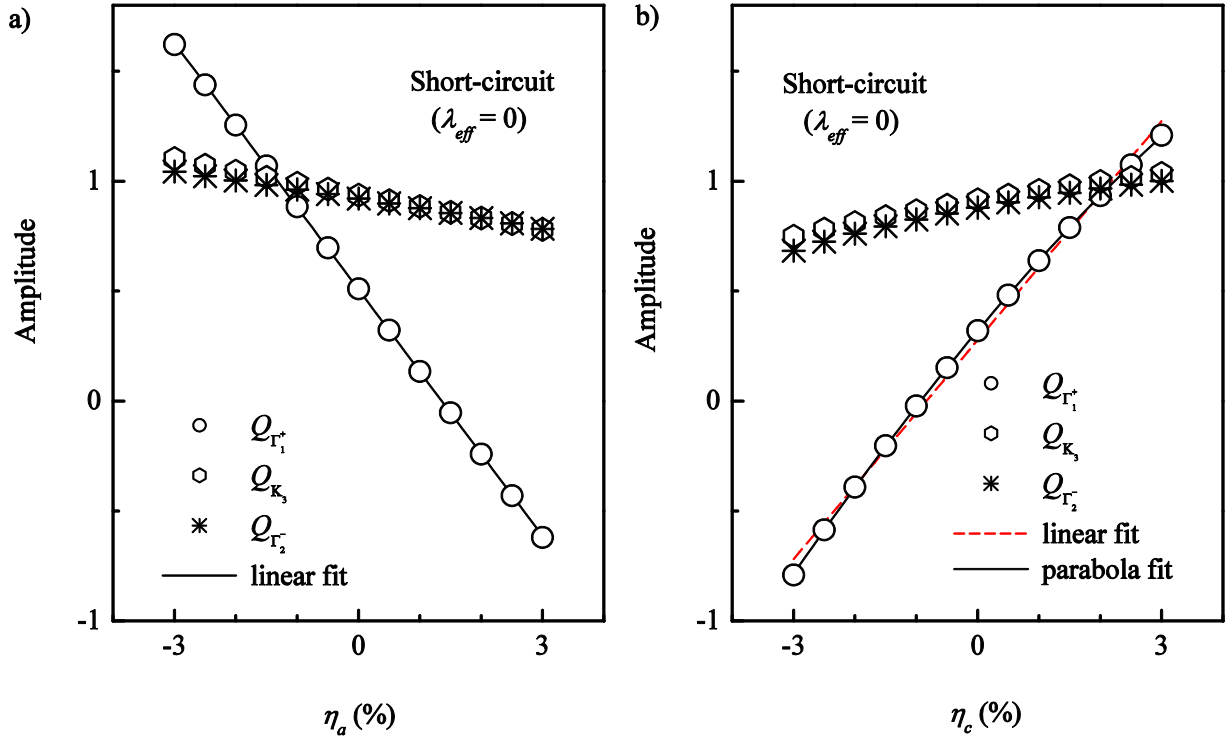 a)
Short-circuit
(λeff = 0)
Amplitude
1
0
-1
-3
0
3
QΓ₁⁺
QK₃
QΓ₂⁻
linear fit
ηa (%)
b)
Short-circuit
(λeff = 0)
Amplitude
1
0
-1
-3
0
3
QΓ₁⁺
QK₃
QΓ₂⁻
linear fit
parabola fit
ηc (%)